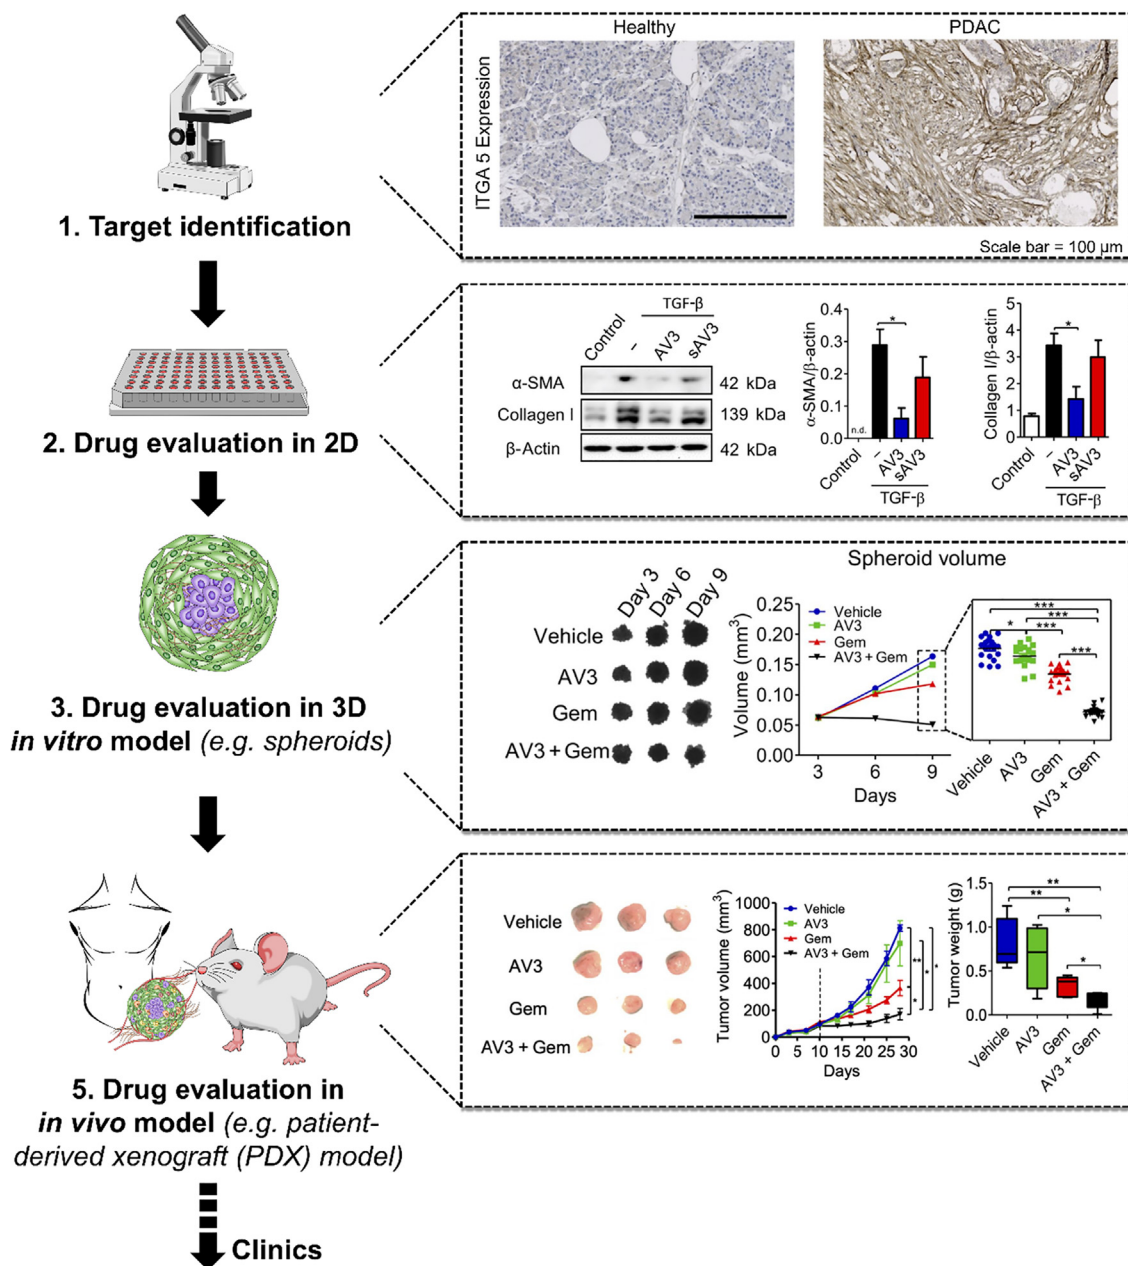 Healthy
PDAC
ITGA 5 Expression
Scale bar = 100 µm
1. Target identification
TGF-β
Control
–
AV3
sAV3
α-SMA
42 kDa
Collagen I
139 kDa
β-Actin
42 kDa
α-SMA/β-actin
0.4
0.3
0.2
0.1
0.0
n.d.
*
Control
–
AV3
sAV3
TGF-β
Collagen I/β-actin
5
4
3
2
1
0
*
Control
–
AV3
sAV3
TGF-β
2. Drug evaluation in 2D
Day 3
Day 6
Day 9
Vehicle
AV3
Gem
AV3 + Gem
Spheroid volume
Volume (mm³)
0.25
0.20
0.15
0.10
0.05
0.00
3
6
9
Days
Vehicle
AV3
Gem
AV3 + Gem
***
***
*
***
***
Vehicle
AV3
Gem
AV3 + Gem
3. Drug evaluation in 3D
in vitro model (e.g. spheroids)
Vehicle
AV3
Gem
AV3 + Gem
Tumor volume (mm³)
1000
800
600
400
200
0
0
5
10
15
20
25
30
Days
Vehicle
AV3
Gem
AV3 + Gem
**
*
*
*
Tumor weight (g)
1.5
1.0
0.5
0.0
**
**
*
*
Vehicle
AV3
Gem
AV3 + Gem
5. Drug evaluation in
in vivo model (e.g. patient-
derived xenograft (PDX) model)
Clinics